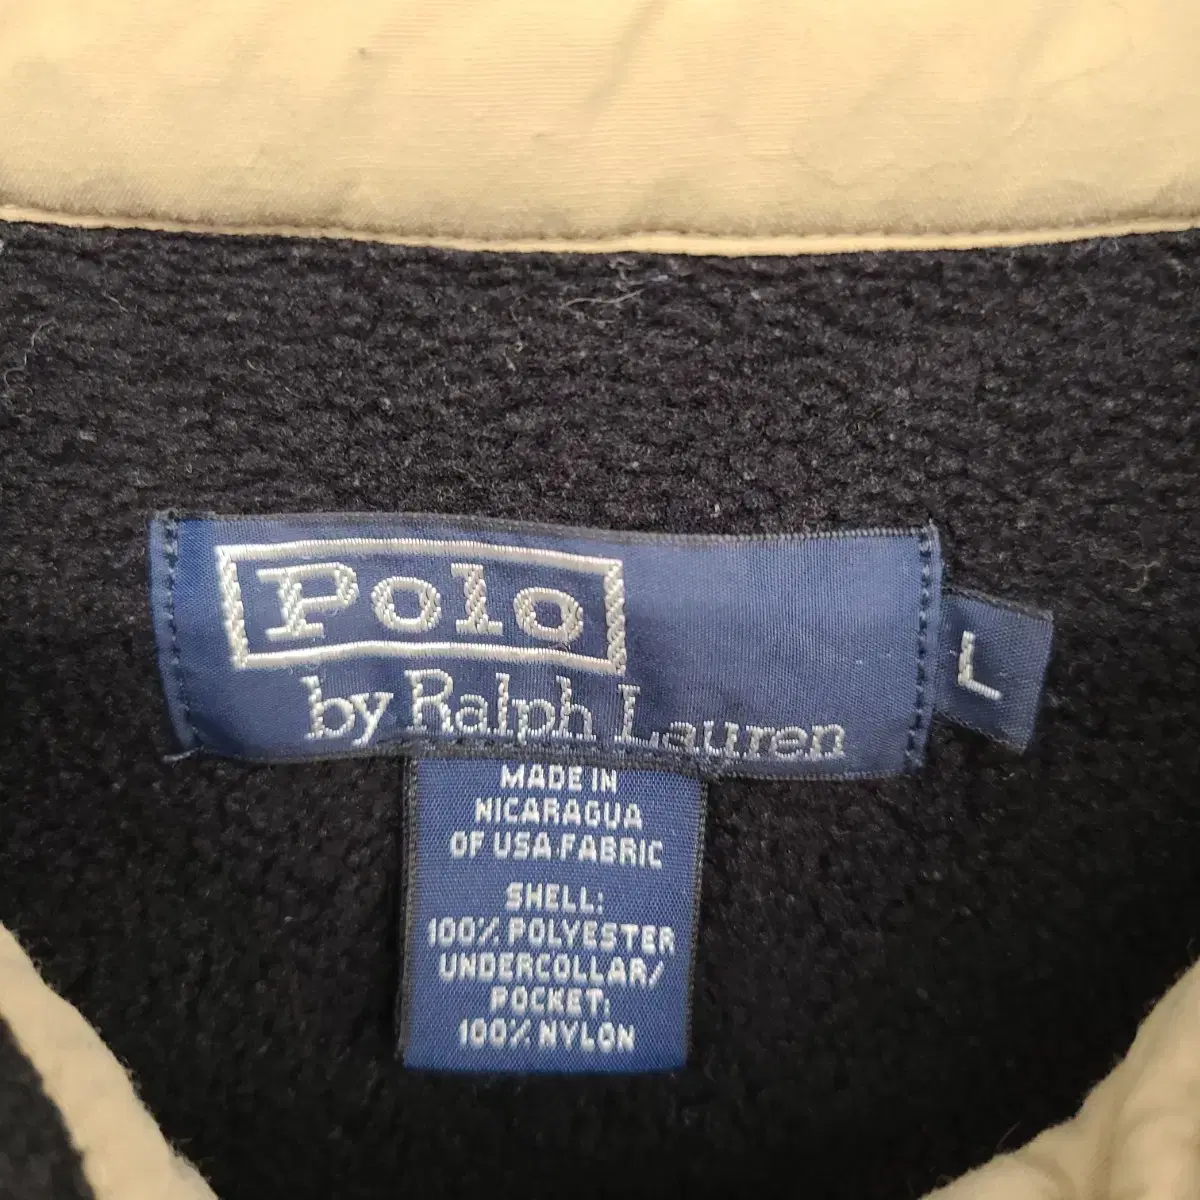 Polo
by Ralph Lauren
L
MADE IN
NICARAGUA
OF USA FABRIC
SHELL:
100% POLYESTER
UNDERCOLLAR/
POCKET:
100% NYLON